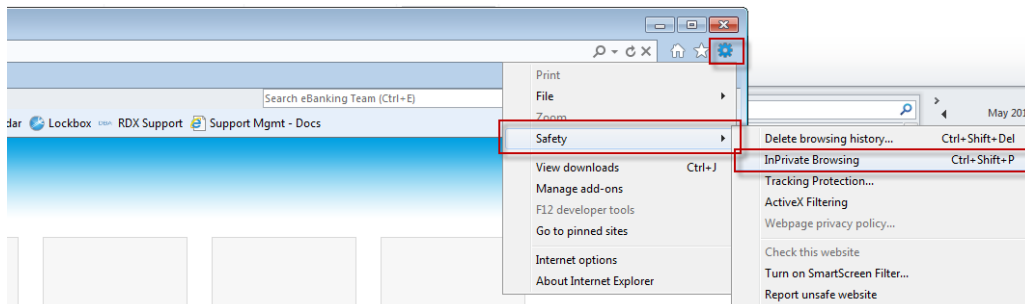 Print
File
Zoom
Search eBanking Team (Ctrl+E)
dar Lockbox RDX Support Support Mgmt - Docs
May 201
Safety
View downloads Ctrl+J
Manage add-ons
F12 developer tools
Go to pinned sites
Internet options
About Internet Explorer
Delete browsing history... Ctrl+Shift+Del
InPrivate Browsing Ctrl+Shift+P
Tracking Protection...
ActiveX Filtering
Webpage privacy policy...
Check this website
Turn on SmartScreen Filter...
Report unsafe website